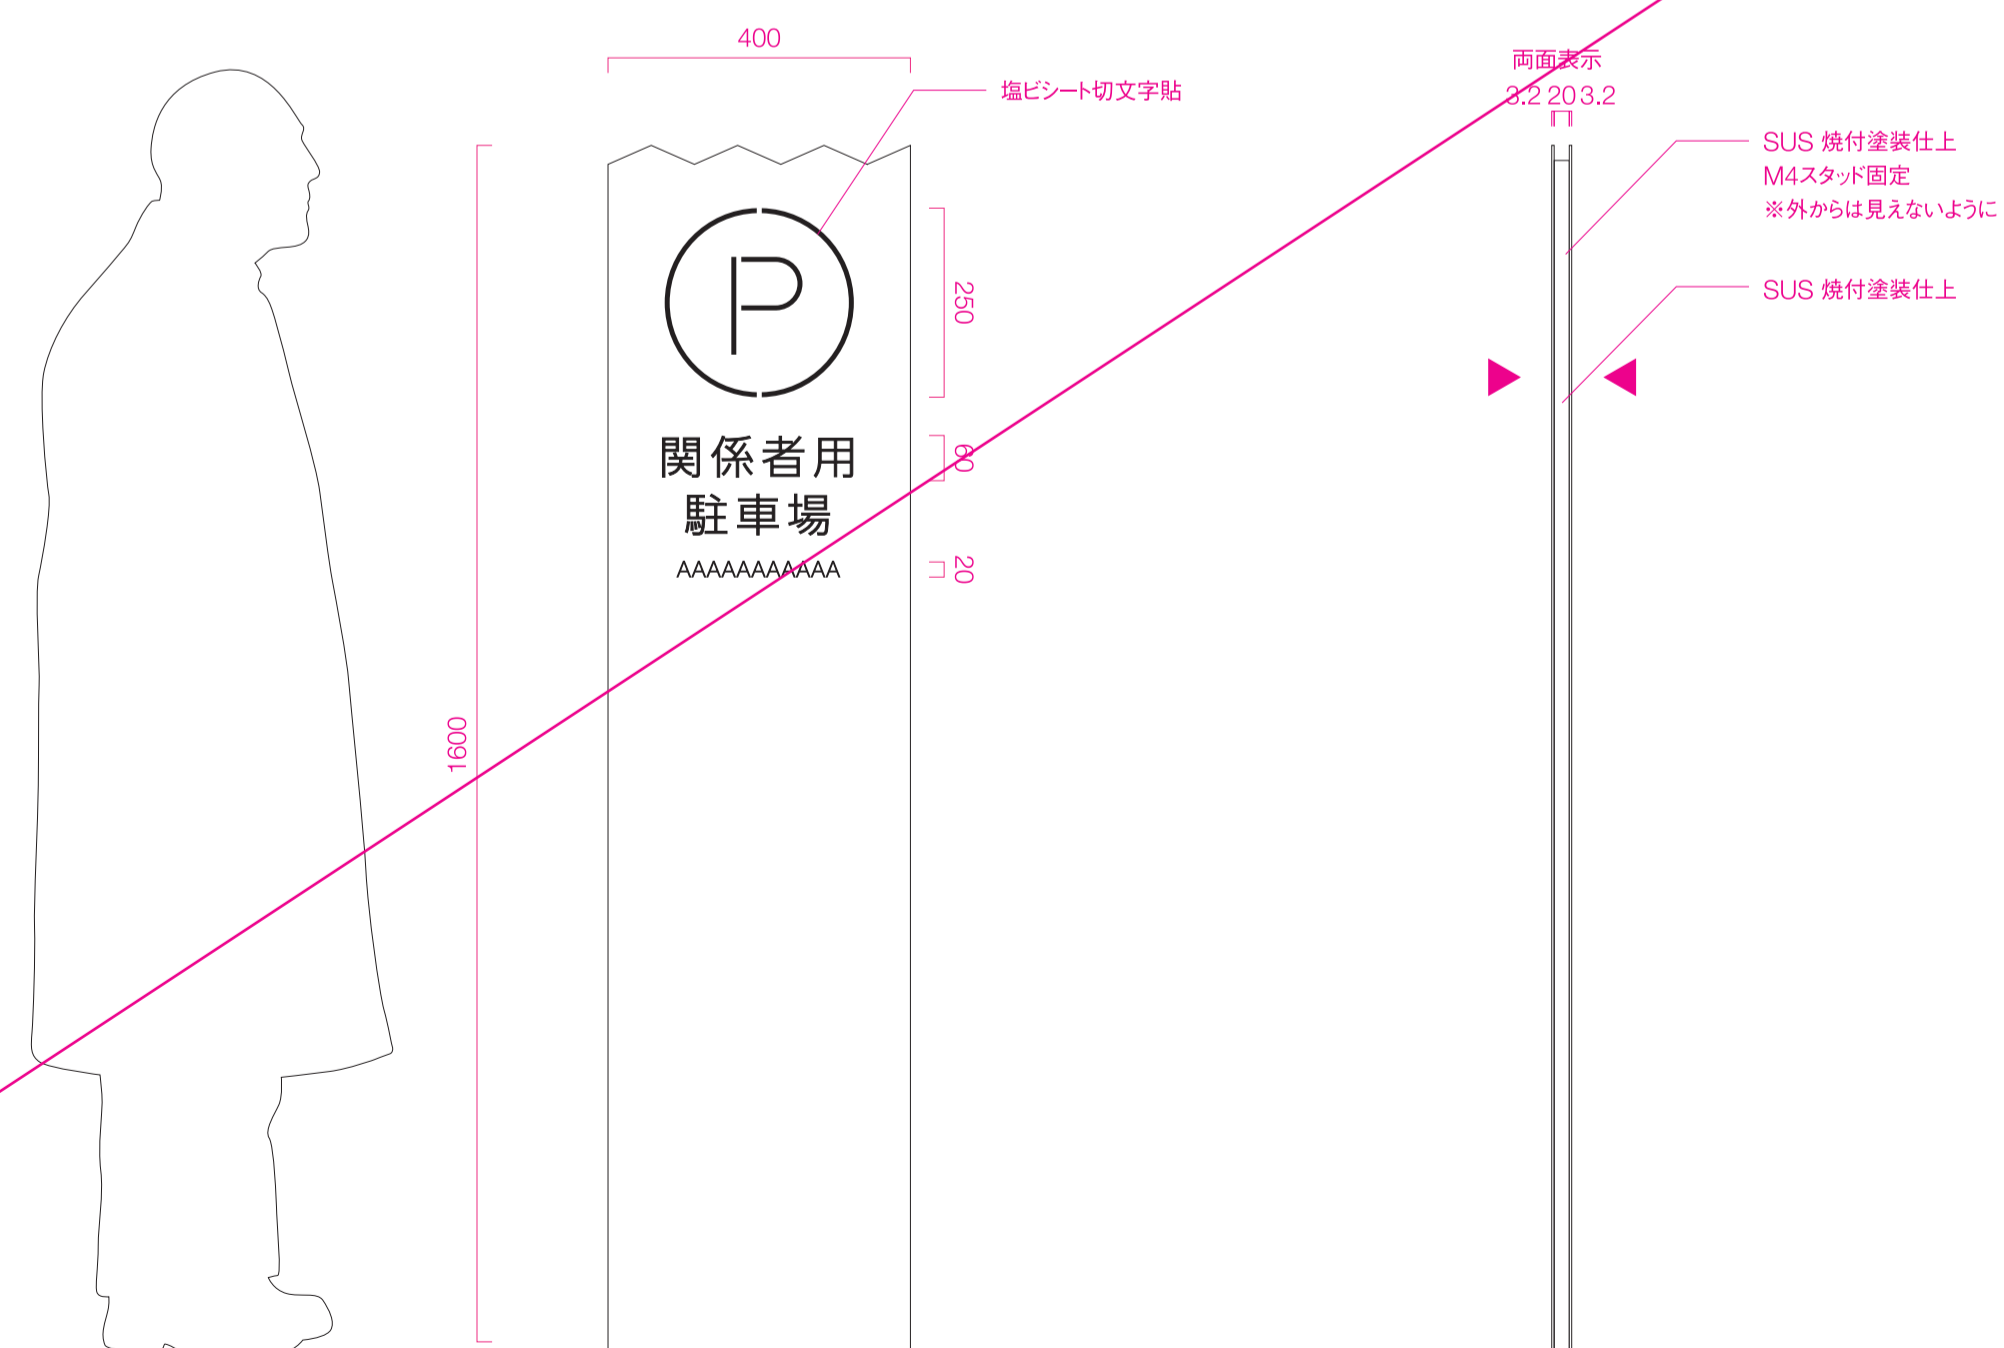 400
塩ビシート切文字貼
両面表示
3.2 20 3.2
SUS 焼付塗装仕上
M4スタッド固定
※外からは見えないように
SUS 焼付塗装仕上
P
250
関係者用
60
駐車場
AAAAAAAAAAA
20
1600